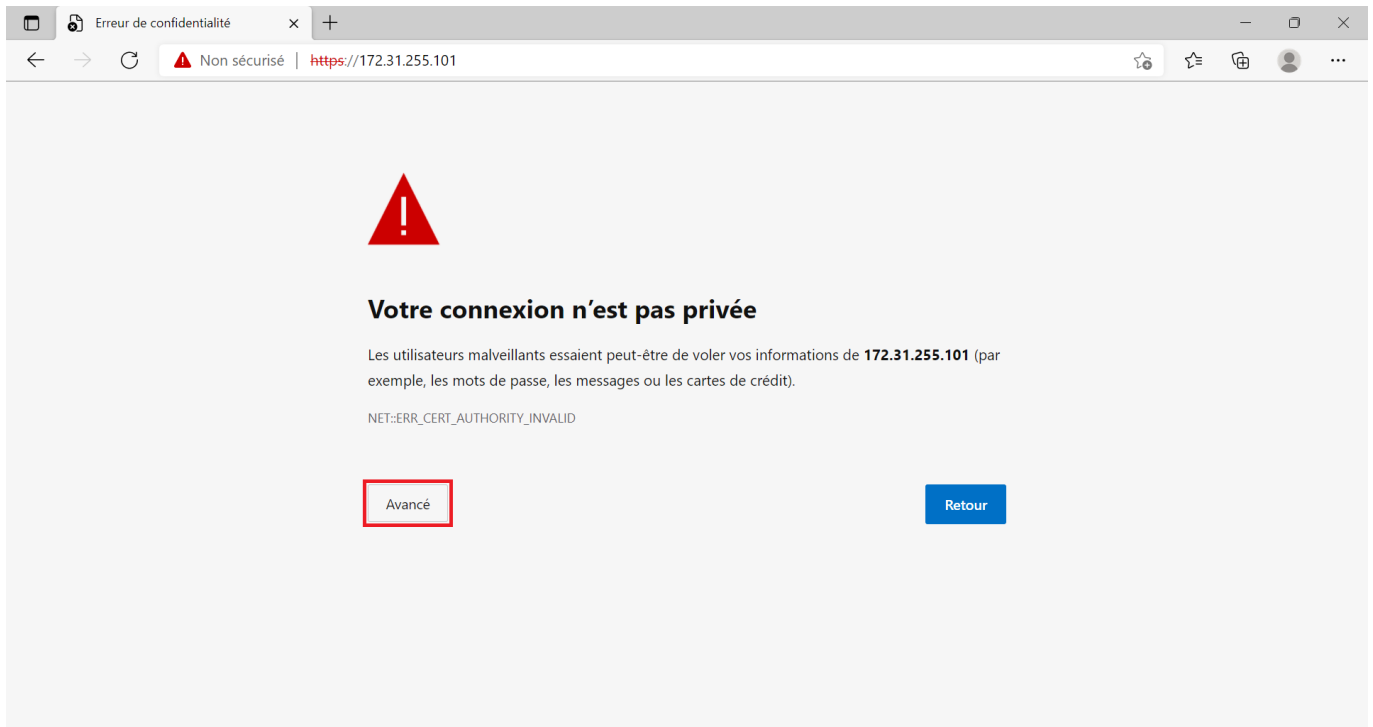 Erreur de confidentialité
Non sécurisé | https://172.31.255.101
Votre connexion n’est pas privée
Les utilisateurs malveillants essaient peut-être de voler vos informations de 172.31.255.101 (par
exemple, les mots de passe, les messages ou les cartes de crédit).
NET::ERR_CERT_AUTHORITY_INVALID
Avancé Retour